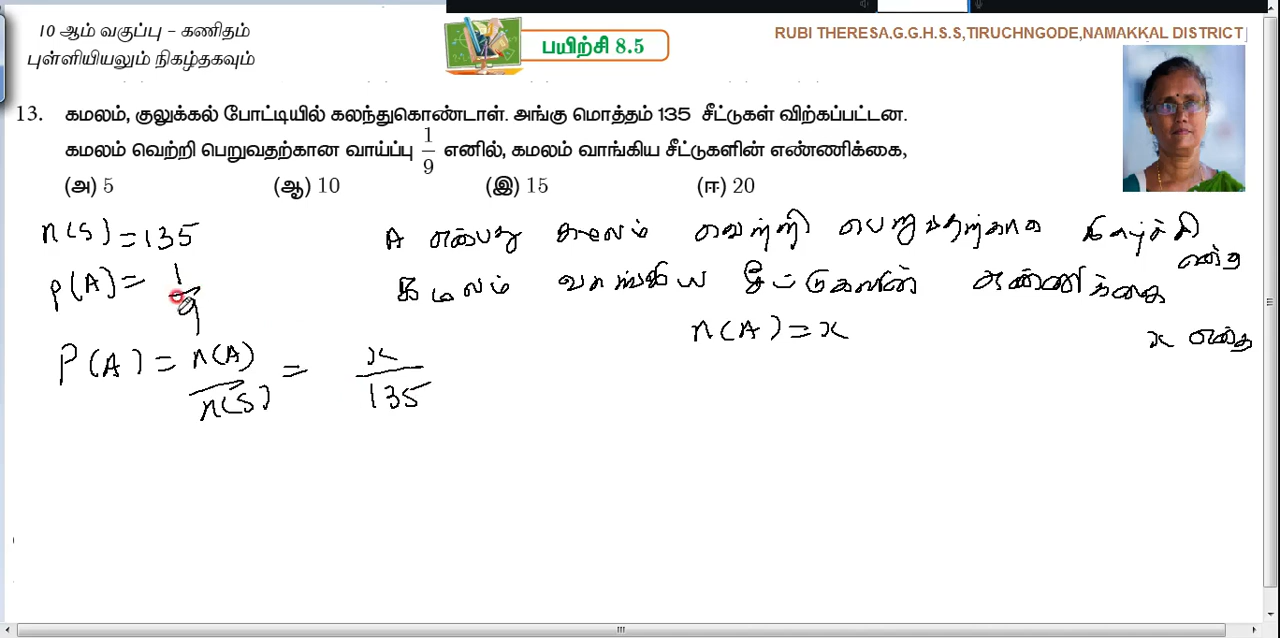 10 ஆம் வகுப்பு – கணிதம்
புள்ளியியலும் நிகழ்தகவும்
பயிற்சி 8.5
RUBI THERESA,G.G.H.S.S,TIRUCHNGODE,NAMAKKAL DISTRICT
13. கமலம், குலுக்கல் போட்டியில் கலந்துகொண்டாள். அங்கு மொத்தம் 135 சீட்டுகள் விற்கப்பட்டன.
கமலம் வெற்றி பெறுவதற்கான வாய்ப்பு 1/9 எனில், கமலம் வாங்கிய சீட்டுகளின் எண்ணிக்கை,
(அ) 5 (ஆ) 10 (இ) 15 (ஈ) 20
n(S) = 135 A என்பது கமலம் வெற்றி பெறுவதற்கான நிகழ்ச்சி என்க
P(A) = 1/9 கமலம் வாங்கிய சீட்டுகளின் எண்ணிக்கை x என்க
n(A) = x
P(A) = n(A)/n(S) = x/135